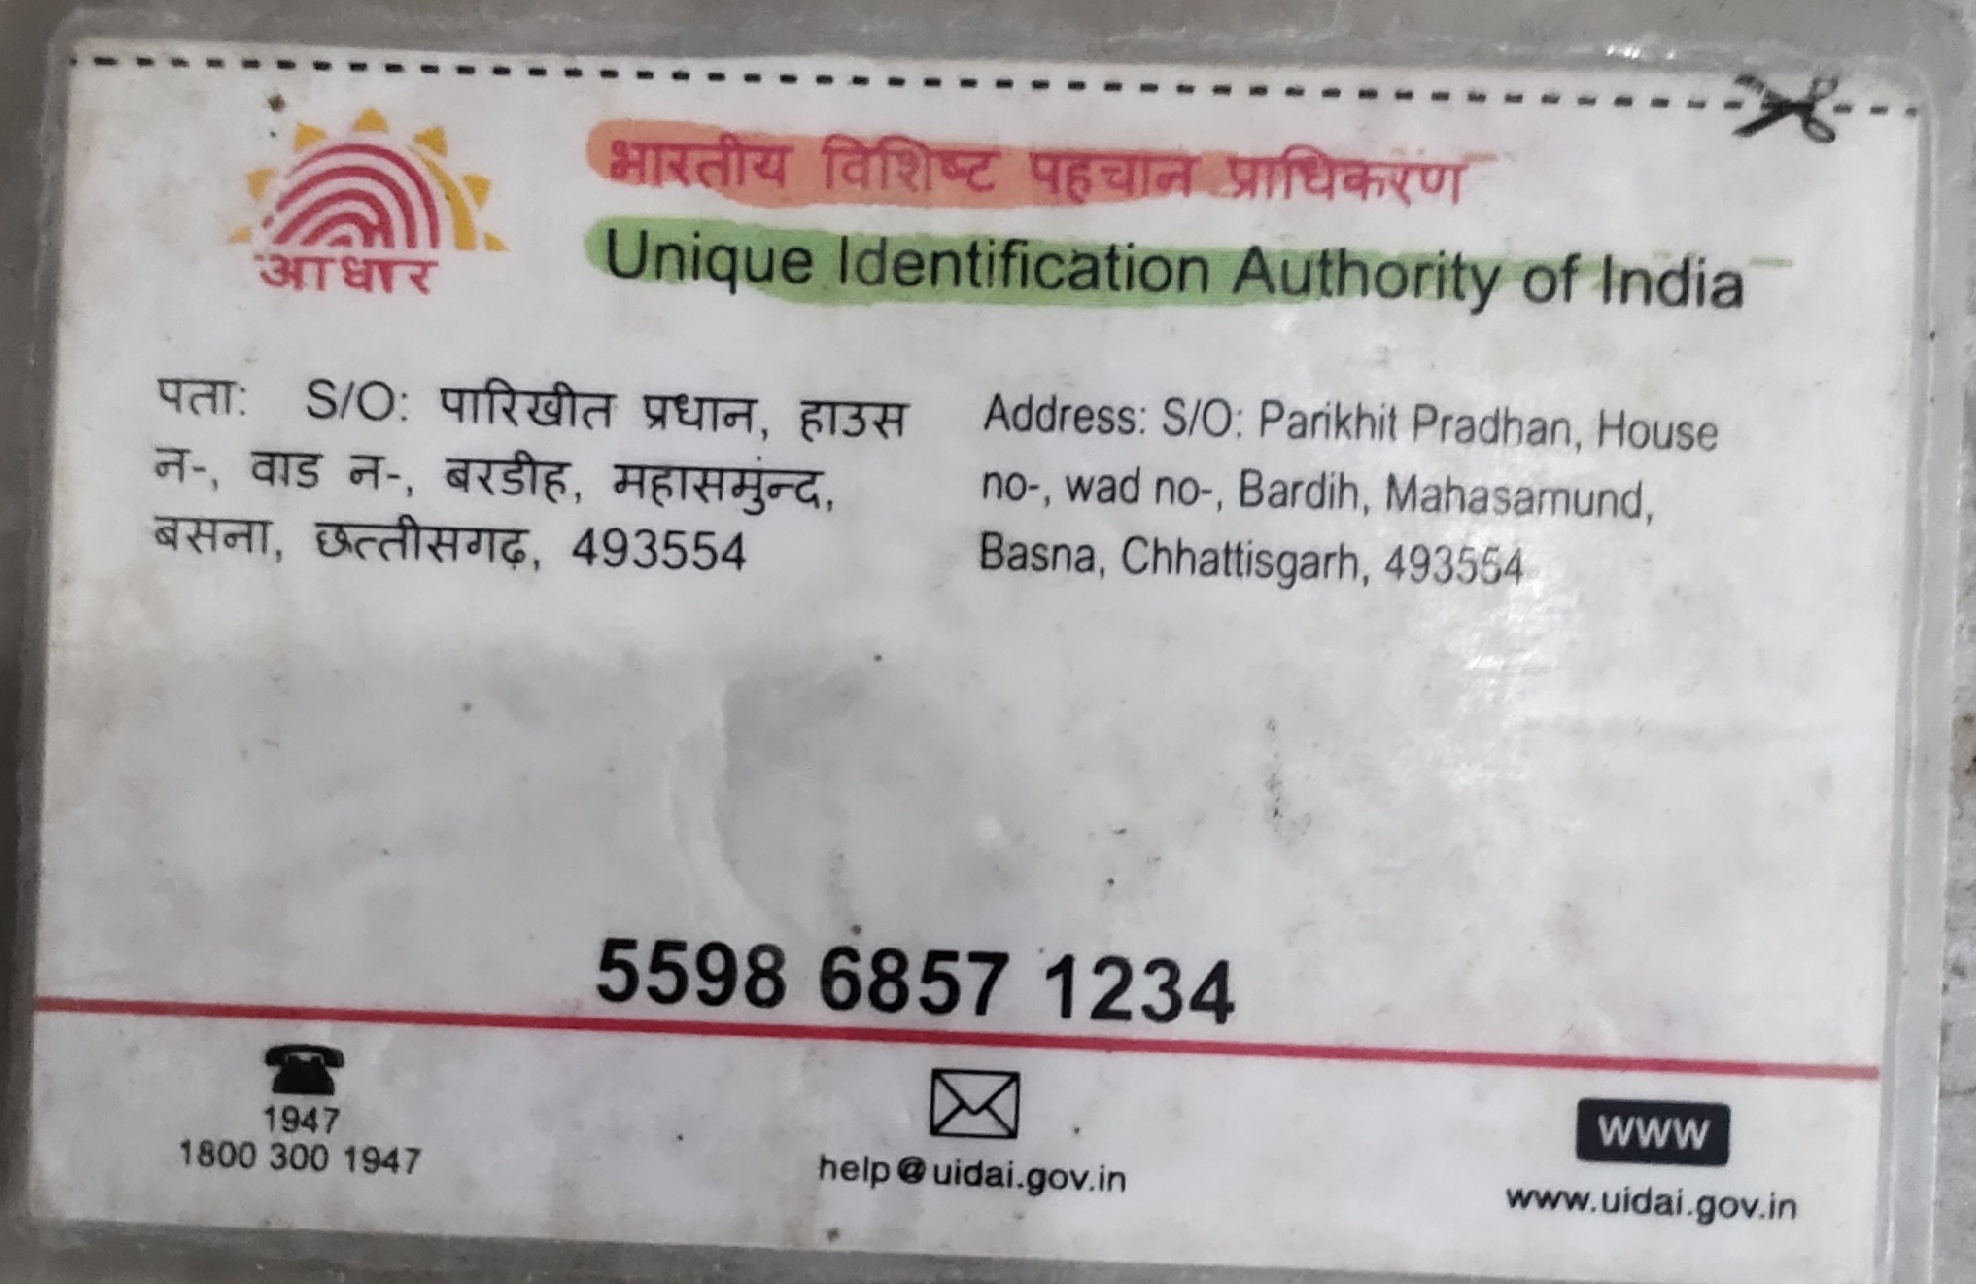 भारतीय विशिष्ट पहचान प्राधिकरण
Unique Identification Authority of India
आधार
पता: S/O: पारिखीत प्रधान, हाउस
न-, वाड न-, बरडीह, महासमुंन्द,
बसना, छत्तीसगढ़, 493554
Address: S/O: Parikhit Pradhan, House
no-, wad no-, Bardih, Mahasamund,
Basna, Chhattisgarh, 493554
5598 6857 1234
1947
1800 300 1947
help@uidai.gov.in
WWW
www.uidai.gov.in